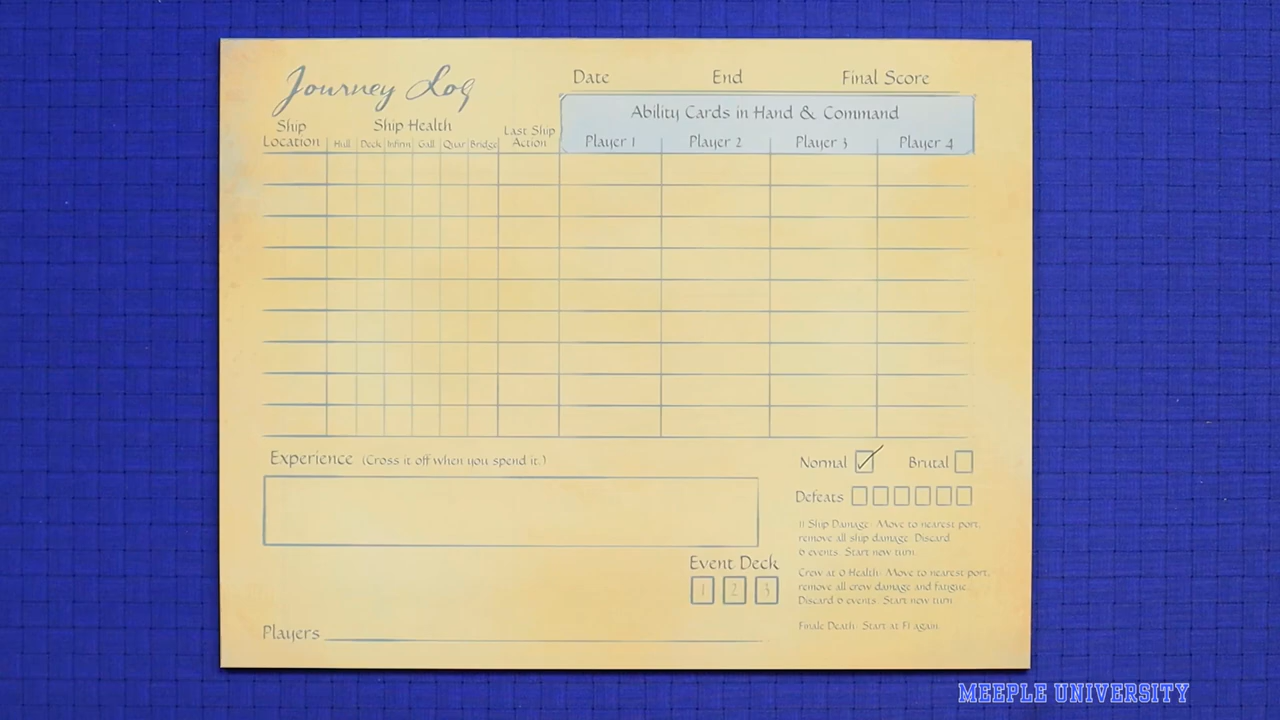 Journey Log
Date End Final Score
Ability Cards in Hand & Command
Ship Location
Ship Health
Hull Deck Infirm Gall Quar Bridge
Last Ship Action
Player 1 Player 2 Player 3 Player 4
Experience (Cross it off when you spend it.)
Normal Brutal
Defeats
11 Ship Damage: Move to nearest port,
remove all ship damage. Discard
6 events. Start new turn.
Crew at 0 Health: Move to nearest port,
remove all crew damage and fatigue.
Discard 6 events. Start new turn.
Finale Death: Start at F1 again.
Event Deck
1 2 3
Players
MEEPLE UNIVERSITY